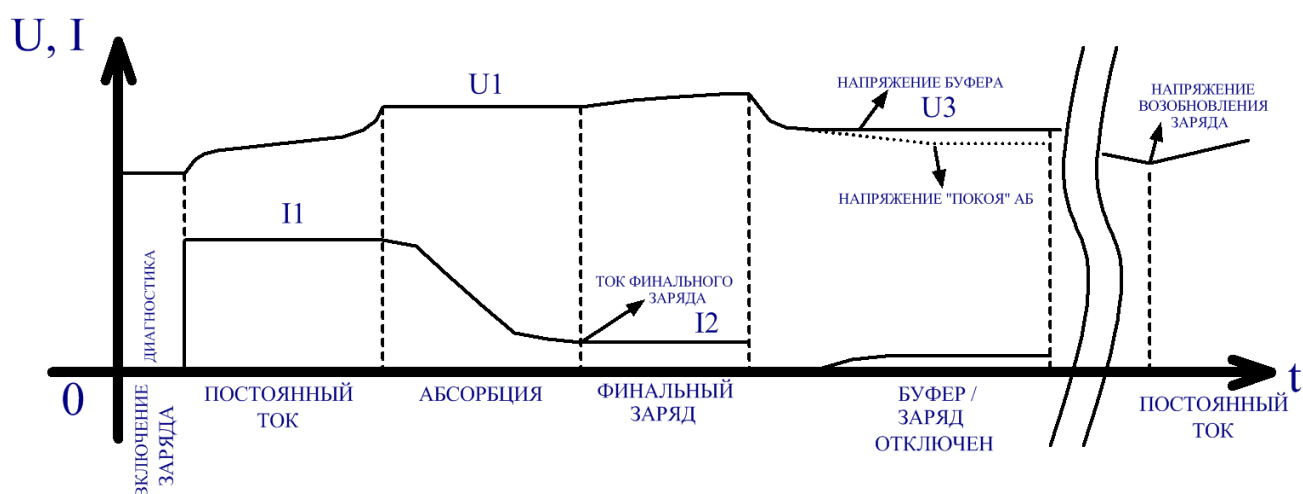 U, I
U1
НАПРЯЖЕНИЕ БУФЕРА
U3
НАПРЯЖЕНИЕ
ВОЗОБНОВЛЕНИЯ
ЗАРЯДА
НАПРЯЖЕНИЕ "ПОКОЯ" АБ
I1
ТОК ФИНАЛЬНОГО
ЗАРЯДА
I2
ДИАГНОСТИКА
0
t
ВКЛЮЧЕНИЕ
ЗАРЯДА
ПОСТОЯННЫЙ
ТОК
АБСОРБЦИЯ
ФИНАЛЬНЫЙ
ЗАРЯД
БУФЕР /
ЗАРЯД
ОТКЛЮЧЕН
ПОСТОЯННЫЙ
ТОК